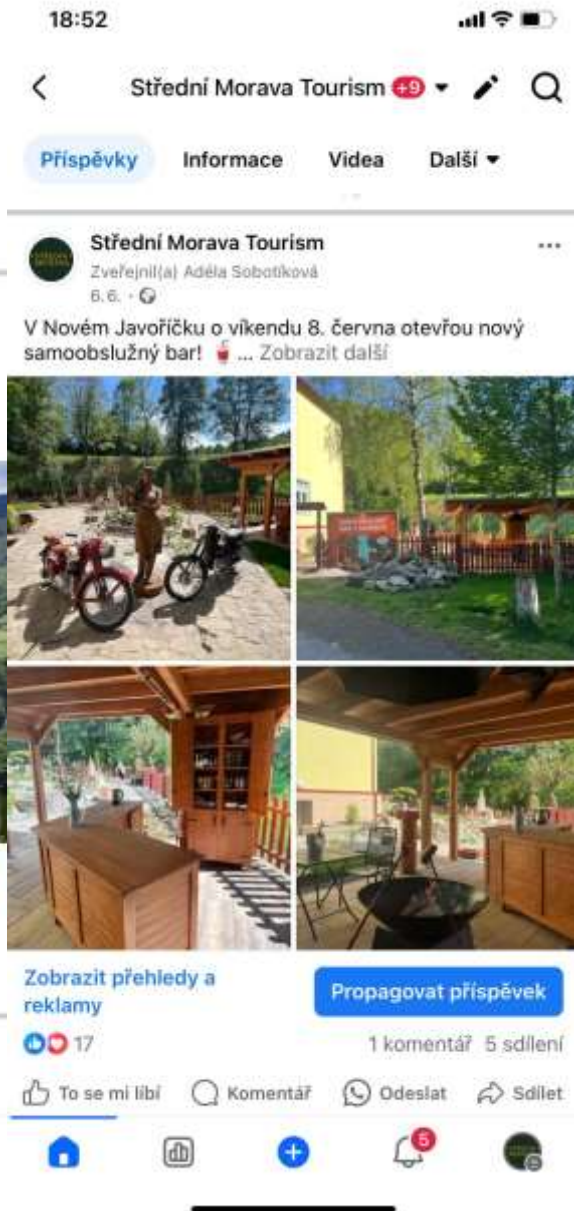 18:52
Střední Morava Tourism +9
Příspěvky Informace Videa Další
Střední Morava Tourism
Zveřejnil(a) Adéla Sobotíková
6. 6. ·
V Novém Javoříčku o víkendu 8. června otevřou nový
samoobslužný bar! 🥤 ... Zobrazit další
Zobrazit přehledy a
reklamy
Propagovat příspěvek
17
1 komentář 5 sdílení
To se mi líbí Komentář Odeslat Sdílet
5